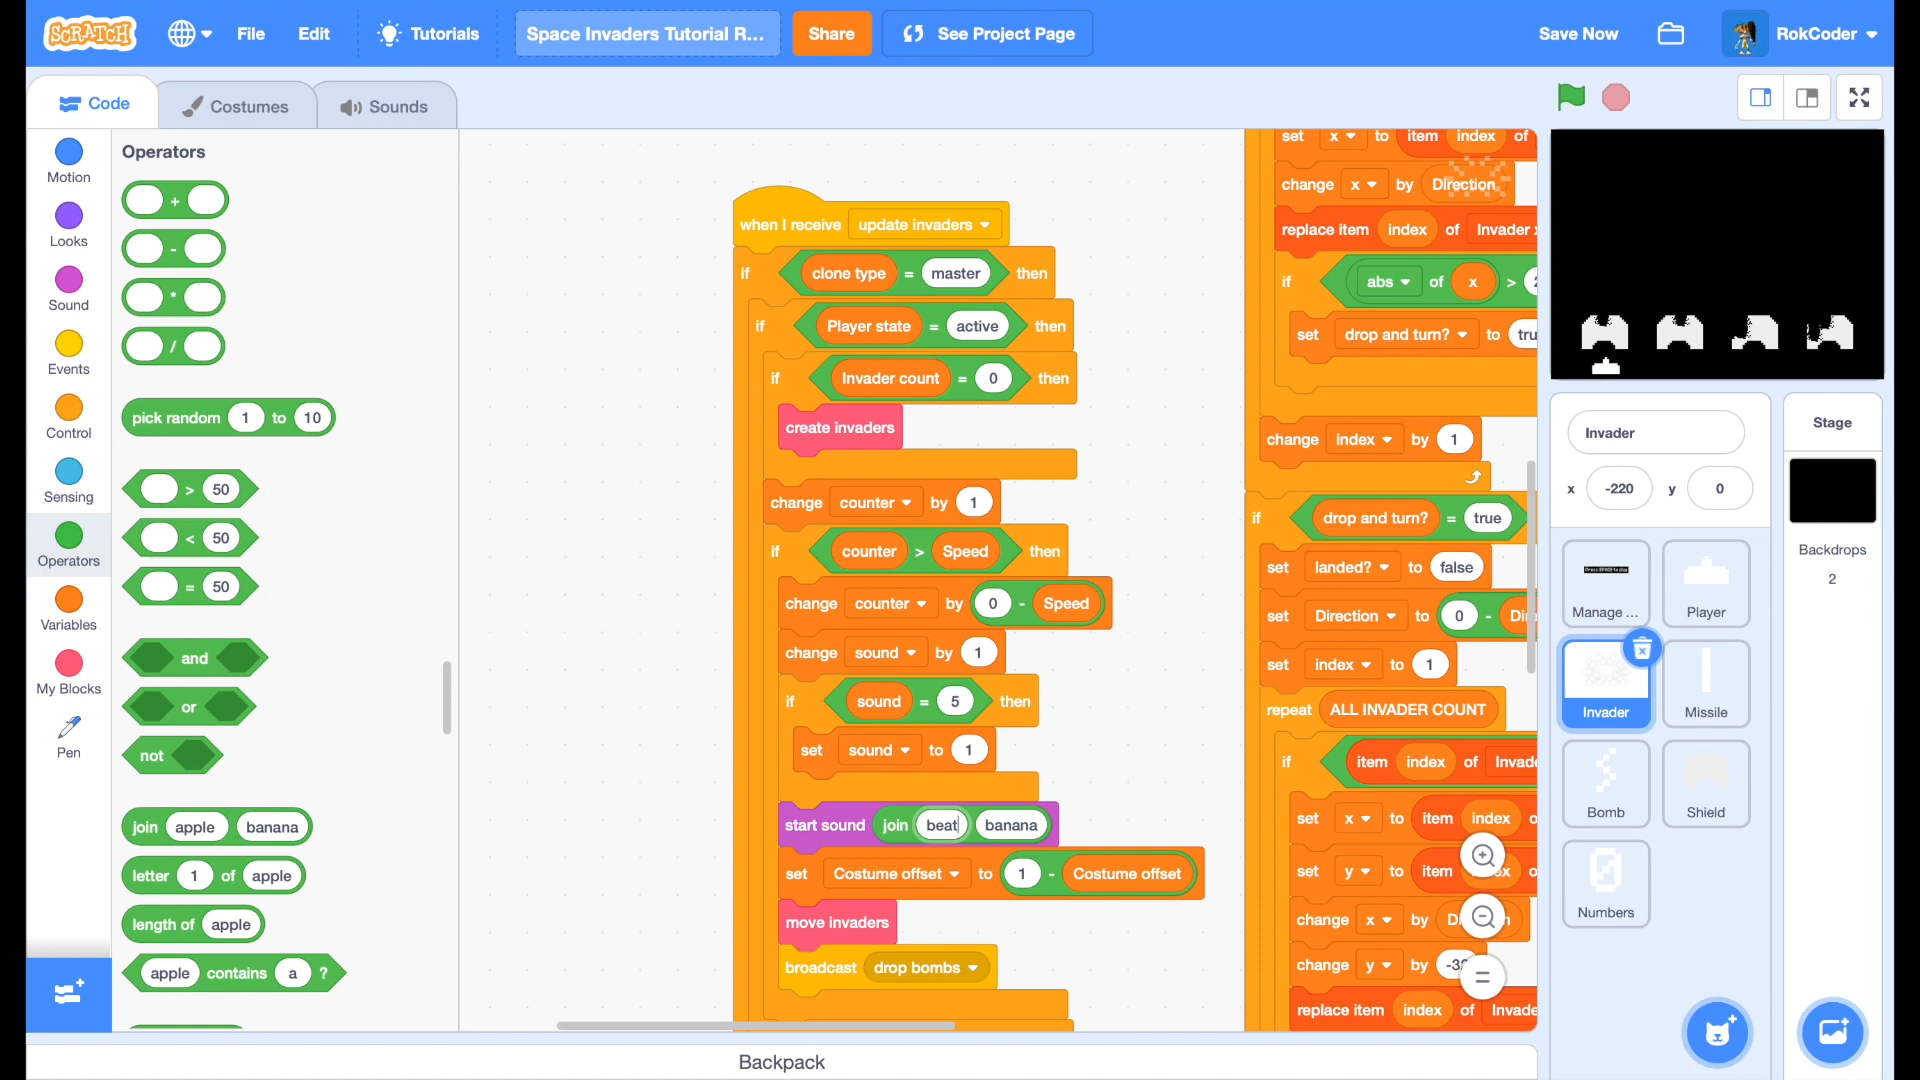 SCRATCH File Edit Tutorials Space Invaders Tutorial R... Share See Project Page Save Now RokCoder
Code Costumes Sounds
Motion
Looks
Sound
Events
Control
Sensing
Operators
Variables
My Blocks
Pen
Operators
+
-
*
/
pick random 1 to 10
> 50
< 50
= 50
and
or
not
join apple banana
letter 1 of apple
length of apple
apple contains a ?
when I receive update invaders
if clone type = master then
if Player state = active then
if Invader count = 0 then
create invaders
change counter by 1
if counter > Speed then
change counter by 0 - Speed
change sound by 1
if sound = 5 then
set sound to 1
start sound join beat banana
set Costume offset to 1 - Costume offset
move invaders
broadcast drop bombs
set x to item index of
change x by Direction
replace item index of Invader
if abs of x >
set drop and turn? to tru
change index by 1
if drop and turn? = true
set landed? to false
set Direction to 0 - Dir
set index to 1
repeat ALL INVADER COUNT
if item index of Invade
set x to item index o
set y to item
change x by D
change y by -3
replace item index of Invade
Invader
x -220 y 0
Manage ...
Player
Invader
Missile
Bomb
Shield
Numbers
Stage
Backdrops
2
Backpack